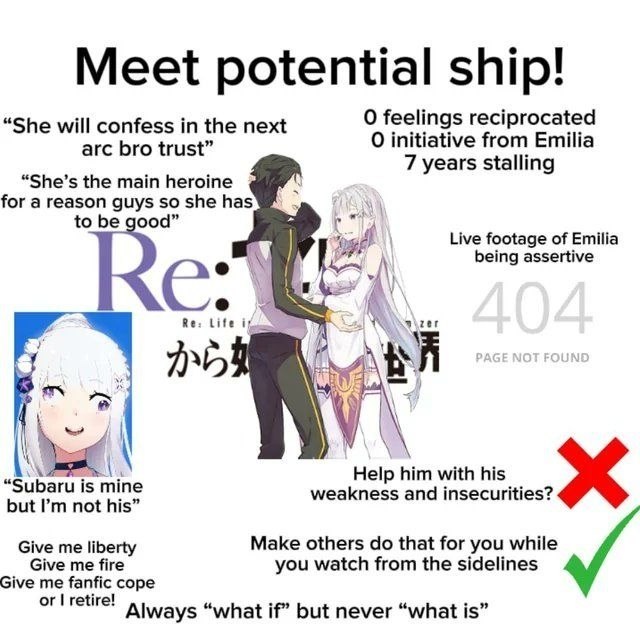 Meet potential ship!
“She will confess in the next
arc bro trust”
0 feelings reciprocated
0 initiative from Emilia
7 years stalling
“She’s the main heroine
for a reason guys so she has
to be good”
Live footage of Emilia
being assertive
404
PAGE NOT FOUND
Re:
Re: Life i
zer
から
“Subaru is mine
but I’m not his”
Help him with his
weakness and insecurities?
Make others do that for you while
you watch from the sidelines
Give me liberty
Give me fire
Give me fanfic cope
or I retire!
Always “what if” but never “what is”